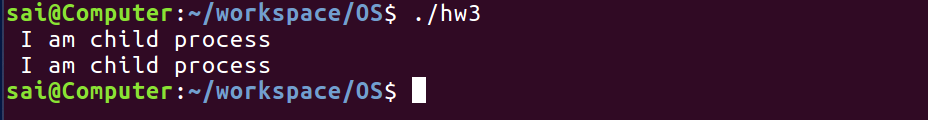 sai@Computer:~/workspace/OS$ ./hw3
I am child process
I am child process
sai@Computer:~/workspace/OS$